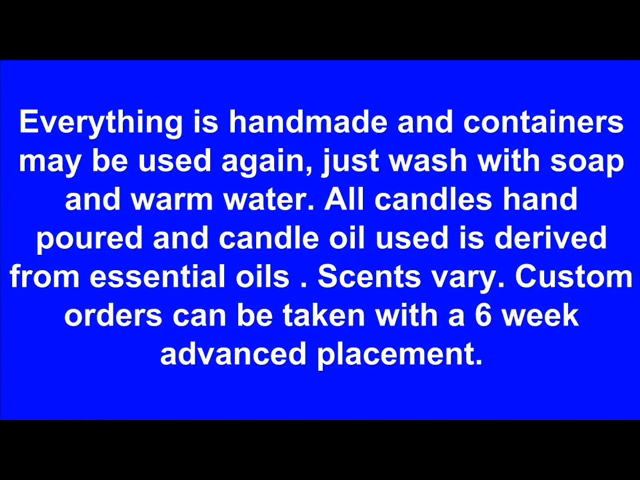 Everything is handmade and containers
may be used again, just wash with soap
and warm water. All candles hand
poured and candle oil used is derived
from essential oils . Scents vary. Custom
orders can be taken with a 6 week
advanced placement.